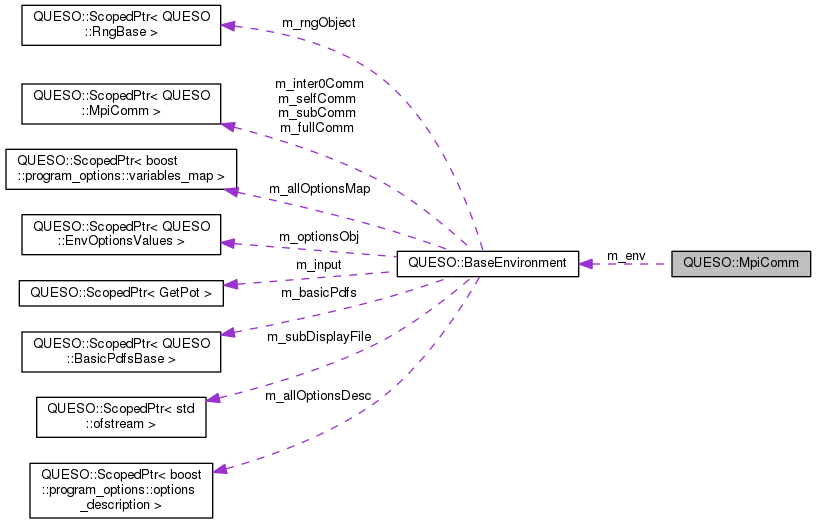 QUESO::ScopedPtr< QUESO
::RngBase >
m_rngObject
QUESO::ScopedPtr< QUESO
::MpiComm >
m_inter0Comm
m_selfComm
m_subComm
m_fullComm
QUESO::ScopedPtr< boost
::program_options::variables_map >
m_allOptionsMap
QUESO::ScopedPtr< QUESO
::EnvOptionsValues >
m_optionsObj
QUESO::ScopedPtr< GetPot >
m_input
QUESO::BaseEnvironment
m_env
QUESO::MpiComm
QUESO::ScopedPtr< QUESO
::BasicPdfsBase >
m_basicPdfs
QUESO::ScopedPtr< std
::ofstream >
m_subDisplayFile
QUESO::ScopedPtr< boost
::program_options::options
_description >
m_allOptionsDesc